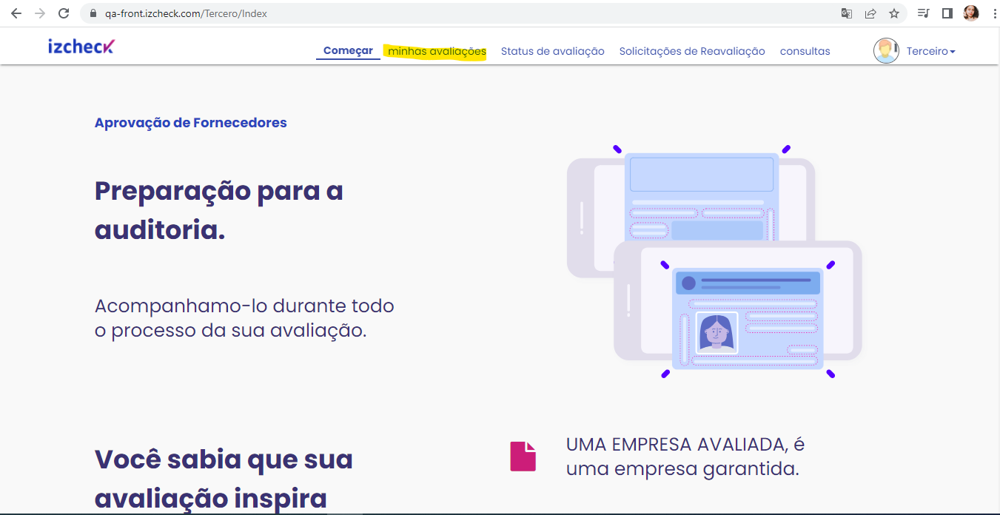 qa-front.izcheck.com/Tercero/Index
izcheck
Começar minhas avaliações Status de avaliação Solicitações de Reavaliação consultas Terceiro
Aprovação de Fornecedores
Preparação para a
auditoria.
Acompanhamo-lo durante todo
o processo da sua avaliação.
Você sabia que sua
avaliação inspira
UMA EMPRESA AVALIADA, é
uma empresa garantida.